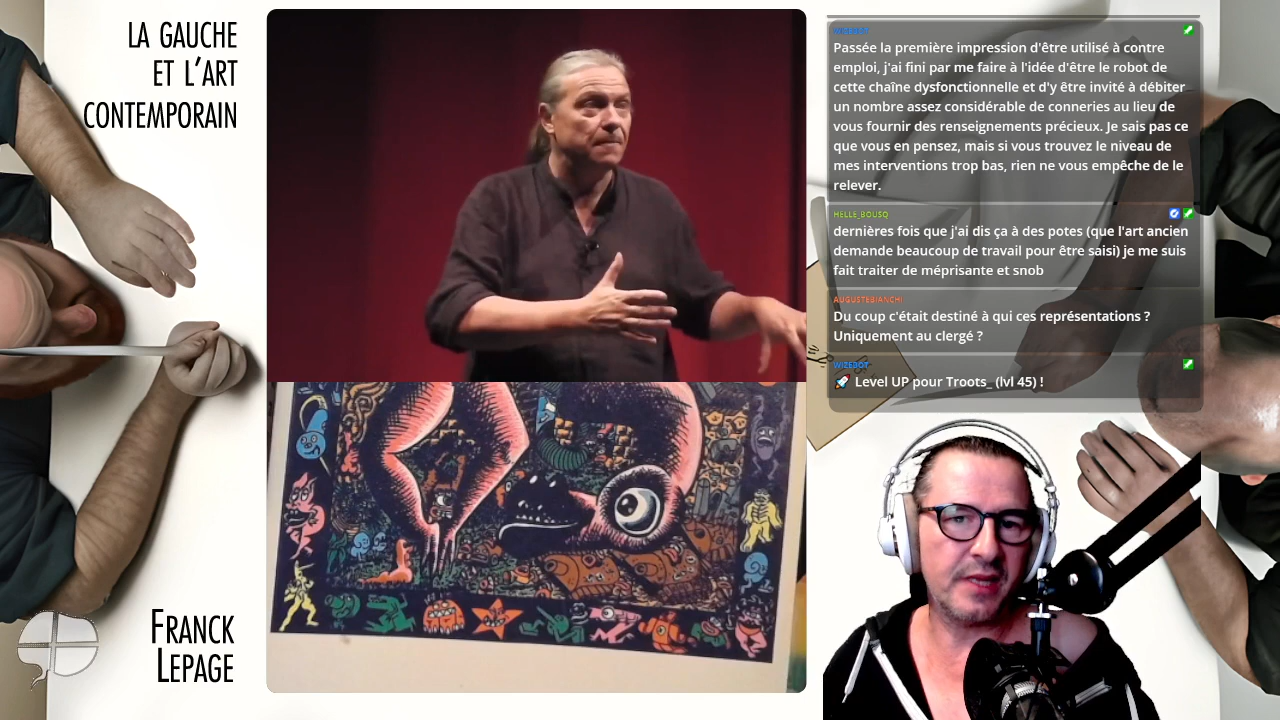 LA GAUCHE
ET L'ART
CONTEMPORAIN
FRANCK
LEPAGE
Passée la première impression d'être utilisé à contre
emploi, j'ai fini par me faire à l'idée d'être le robot de
cette chaîne dysfonctionnelle et d'y être invité à débiter
un nombre assez considérable de conneries au lieu de
vous fournir des renseignements précieux. Je sais pas ce
que vous en pensez, mais si vous trouvez le niveau de
mes interventions trop bas, rien ne vous empêche de le
relever.
HELLE_BOUSQ
dernières fois que j'ai dis ça à des potes (que l'art ancien
demande beaucoup de travail pour être saisi) je me suis
fait traiter de méprisante et snob
AUGUSTEBIANCHI
Du coup c'était destiné à qui ces représentations ?
Uniquement au clergé ?
WIZEBOT
🚀 Level UP pour Troots_ (lvl 45) !